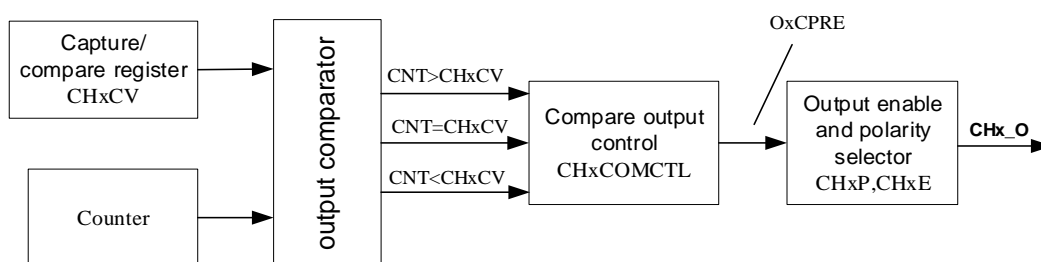 Capture/
compare register
CHxCV
Counter
output comparator
CNT>CHxCV
CNT=CHxCV
CNT<CHxCV
Compare output
control
CHxCOMCTL
OxCPRE
Output enable
and polarity
selector
CHxP,CHxE
CHx_O